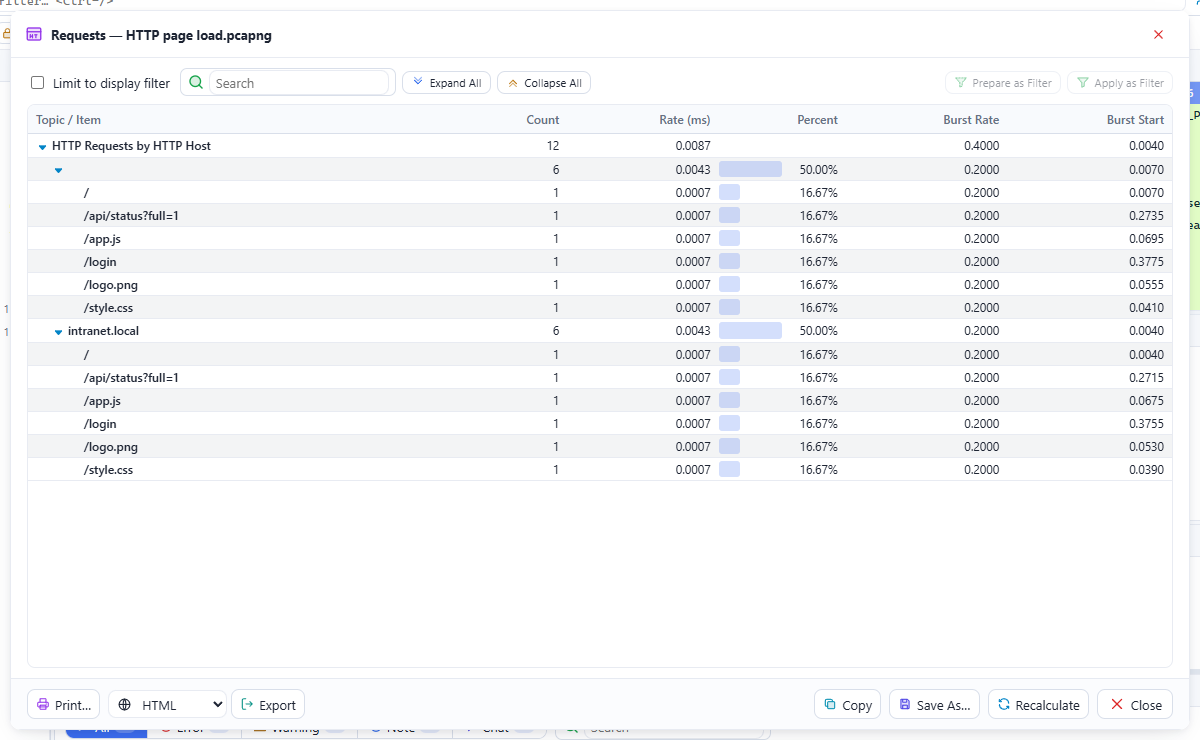 Requests — HTTP page load.pcapng
Limit to display filter
Search
Expand All
Collapse All
Prepare as Filter
Apply as Filter
Topic / Item Count Rate (ms) Percent Burst Rate Burst Start
HTTP Requests by HTTP Host 12 0.0087 0.4000 0.0040
6 0.0043 50.00% 0.2000 0.0070
/ 1 0.0007 16.67% 0.2000 0.0070
/api/status?full=1 1 0.0007 16.67% 0.2000 0.2735
/app.js 1 0.0007 16.67% 0.2000 0.0695
/login 1 0.0007 16.67% 0.2000 0.3775
/logo.png 1 0.0007 16.67% 0.2000 0.0555
/style.css 1 0.0007 16.67% 0.2000 0.0410
intranet.local 6 0.0043 50.00% 0.2000 0.0040
/ 1 0.0007 16.67% 0.2000 0.0040
/api/status?full=1 1 0.0007 16.67% 0.2000 0.2715
/app.js 1 0.0007 16.67% 0.2000 0.0675
/login 1 0.0007 16.67% 0.2000 0.3755
/logo.png 1 0.0007 16.67% 0.2000 0.0530
/style.css 1 0.0007 16.67% 0.2000 0.0390
Print...
HTML
Export
Copy
Save As...
Recalculate
Close